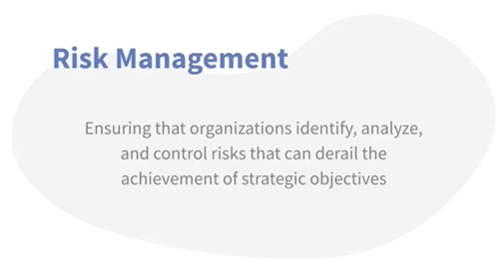 Risk Management
Ensuring that organizations identify, analyze,
and control risks that can derail the
achievement of strategic objectives